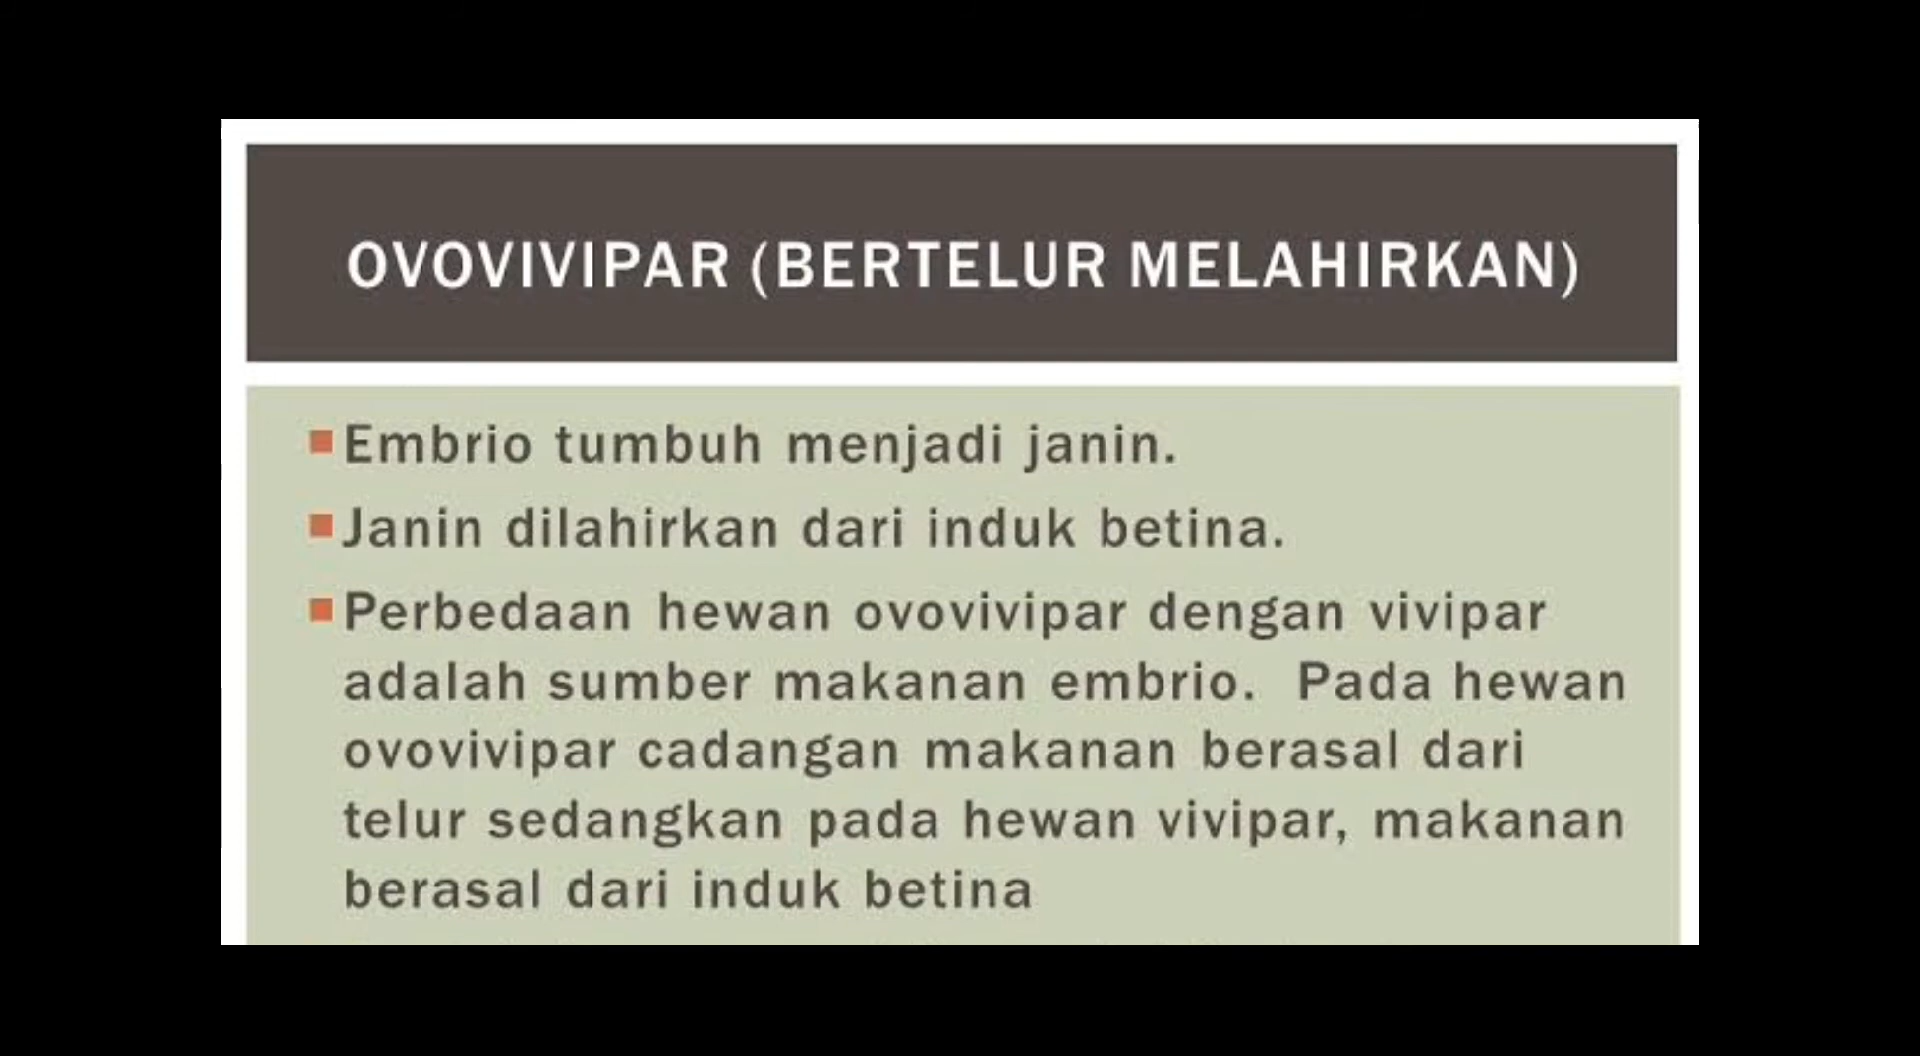 OVOVIVIPAR (BERTELUR MELAHIRKAN)
Embrio tumbuh menjadi janin.
Janin dilahirkan dari induk betina.
Perbedaan hewan ovovivipar dengan vivipar
adalah sumber makanan embrio.  Pada hewan
ovovivipar cadangan makanan berasal dari
telur sedangkan pada hewan vivipar, makanan
berasal dari induk betina